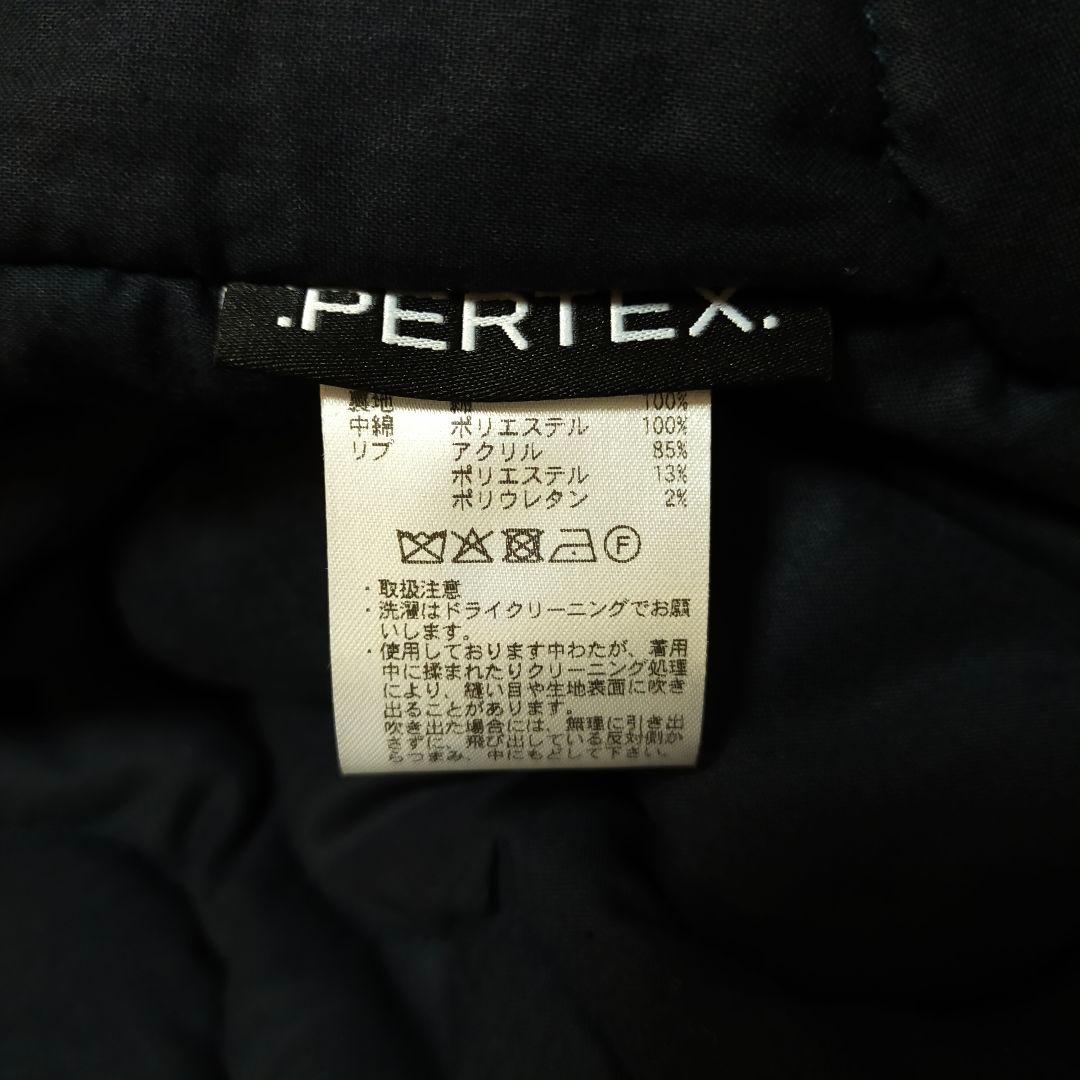 .PERTEX.
裏地 綿 100%
中綿 ポリエステル 100%
リブ アクリル 85%
ポリエステル 13%
ポリウレタン 2%
F
・取扱注意
・洗濯はドライクリーニングでお願
いします。
・使用しております中わたが、着用
中に揉まれたりクリーニング処理
により、縫い目や生地表面に吹き
出ることがあります。
吹き出た場合には、無理に引き出
さずに、飛び出している反対側か
らつまみ、中にもどして下さい。